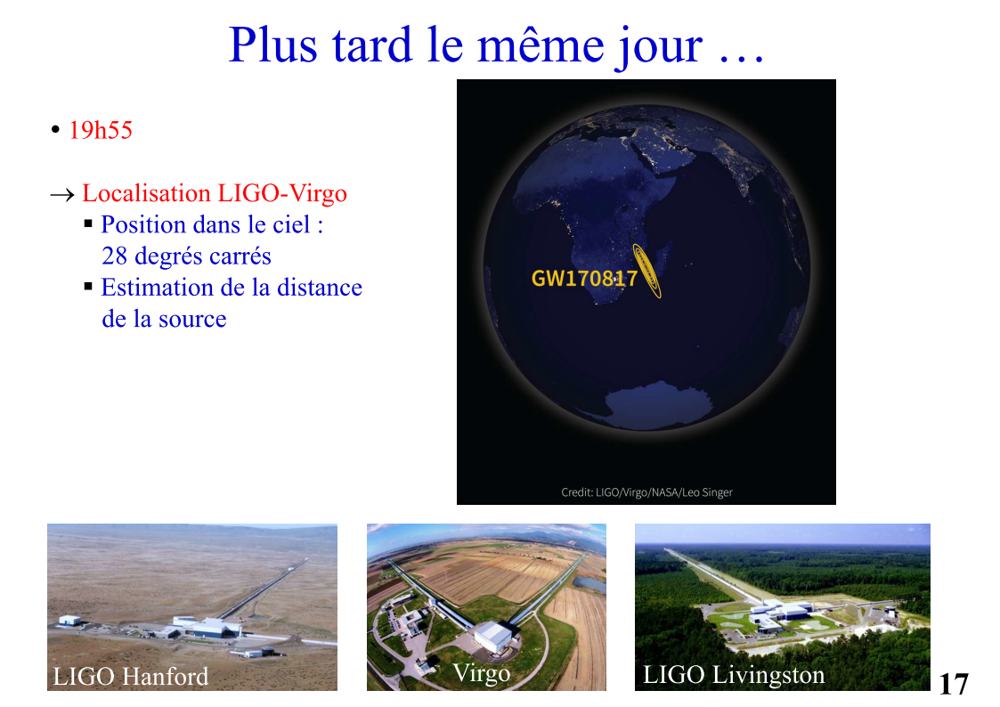 Plus tard le même jour …
• 19h55
→ Localisation LIGO-Virgo
▪ Position dans le ciel :
28 degrés carrés
▪ Estimation de la distance
de la source
GW170817
Credit: LIGO/Virgo/NASA/Leo Singer
LIGO Hanford
Virgo
LIGO Livingston
17